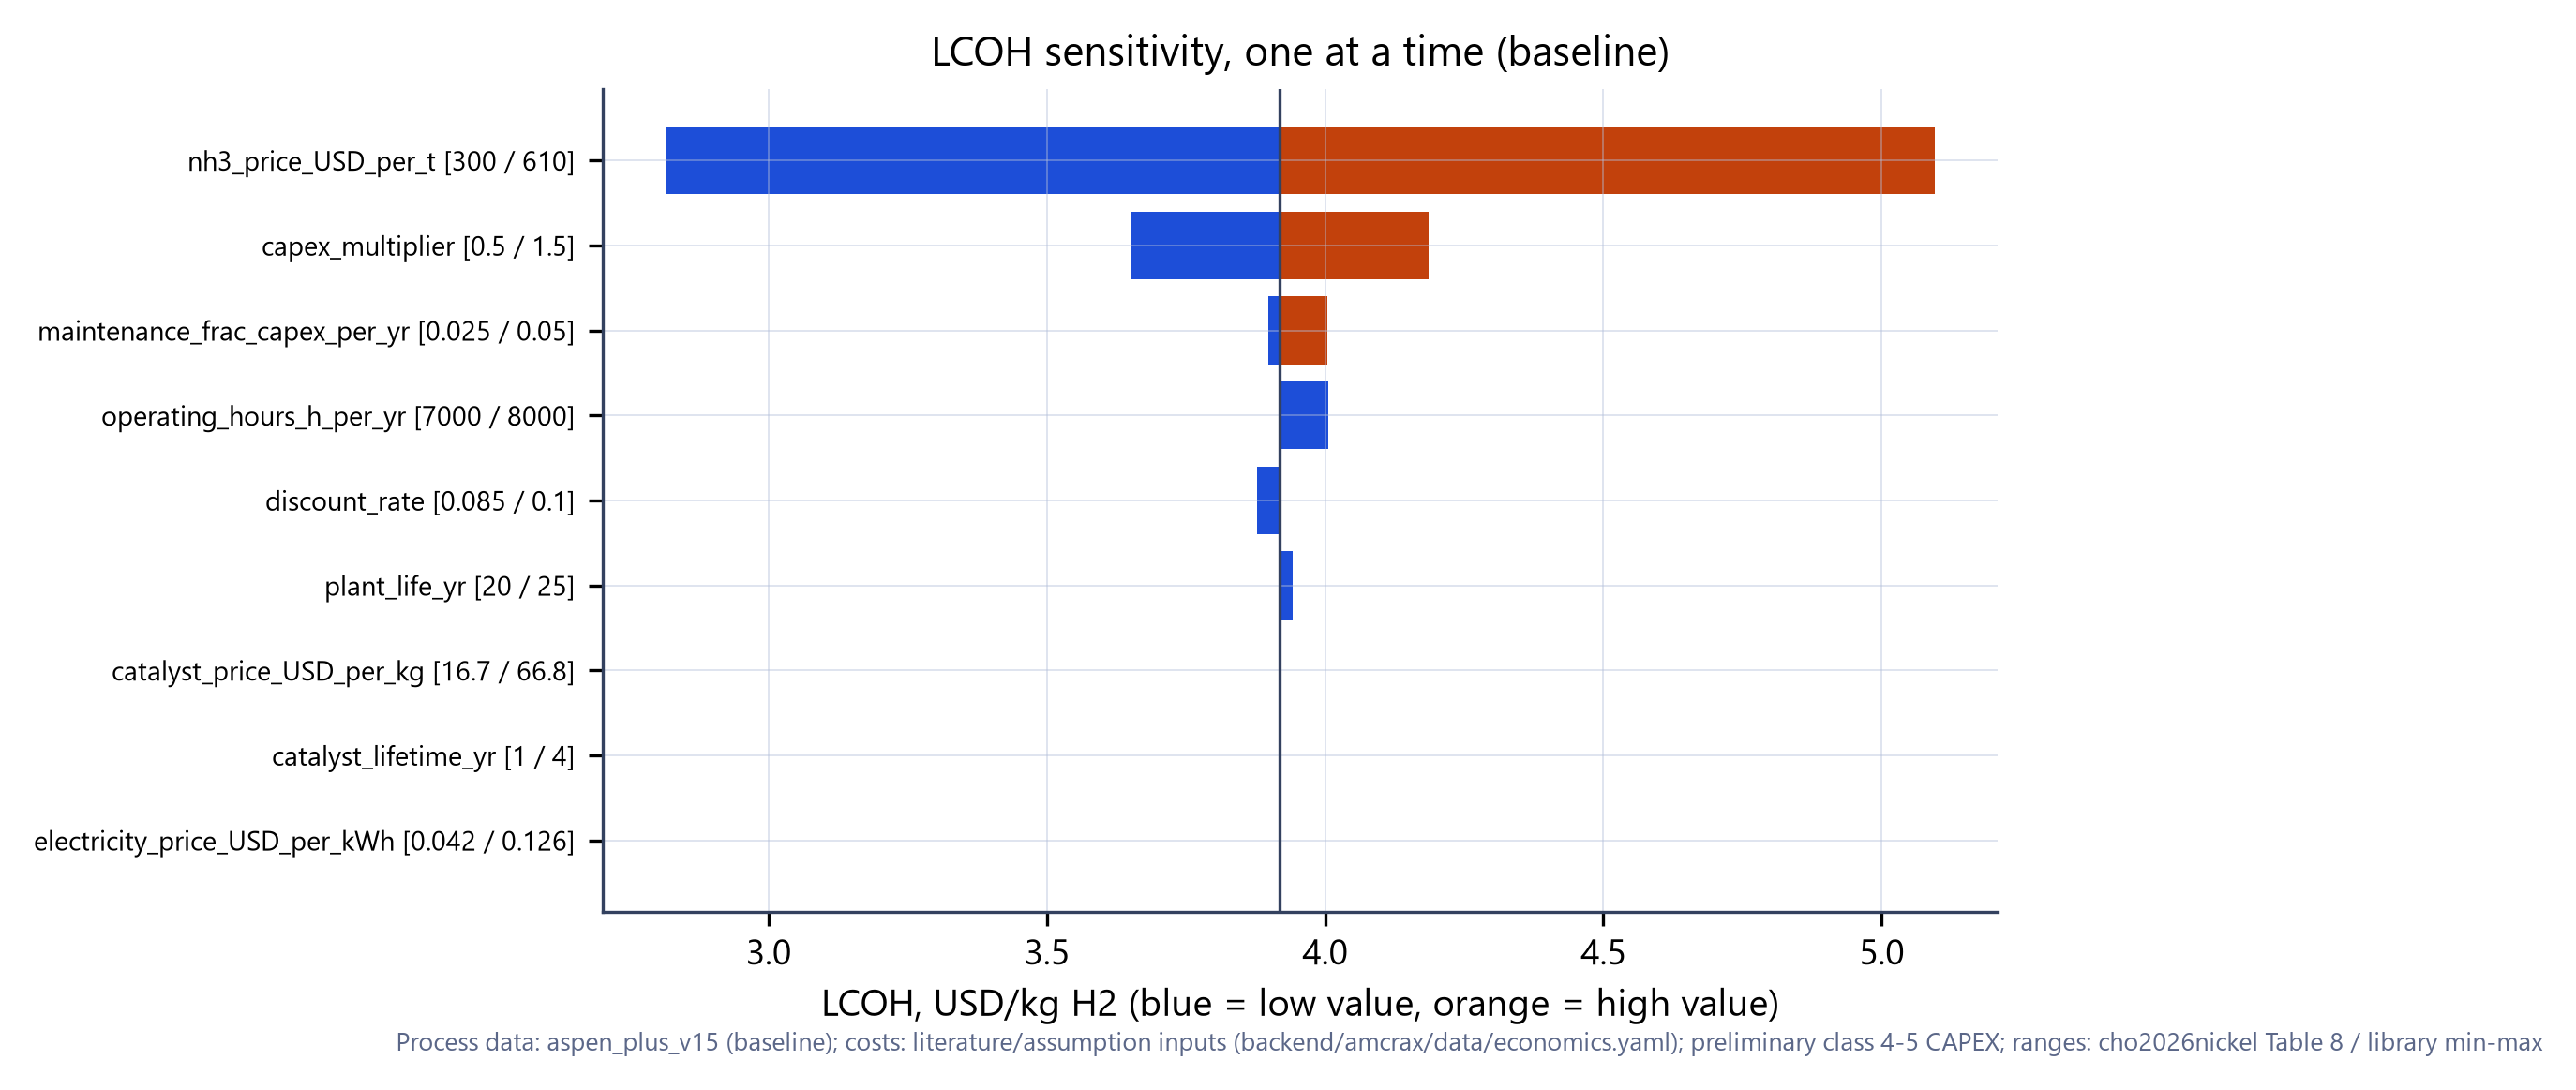 LCOH sensitivity, one at a time (baseline)
nh3_price_USD_per_t [300 / 610]
capex_multiplier [0.5 / 1.5]
maintenance_frac_capex_per_yr [0.025 / 0.05]
operating_hours_h_per_yr [7000 / 8000]
discount_rate [0.085 / 0.1]
plant_life_yr [20 / 25]
catalyst_price_USD_per_kg [16.7 / 66.8]
catalyst_lifetime_yr [1 / 4]
electricity_price_USD_per_kWh [0.042 / 0.126]
3.0 3.5 4.0 4.5 5.0
LCOH, USD/kg H2 (blue = low value, orange = high value)
Process data: aspen_plus_v15 (baseline); costs: literature/assumption inputs (backend/amcrax/data/economics.yaml); preliminary class 4-5 CAPEX; ranges: cho2026nickel Table 8 / library min-max